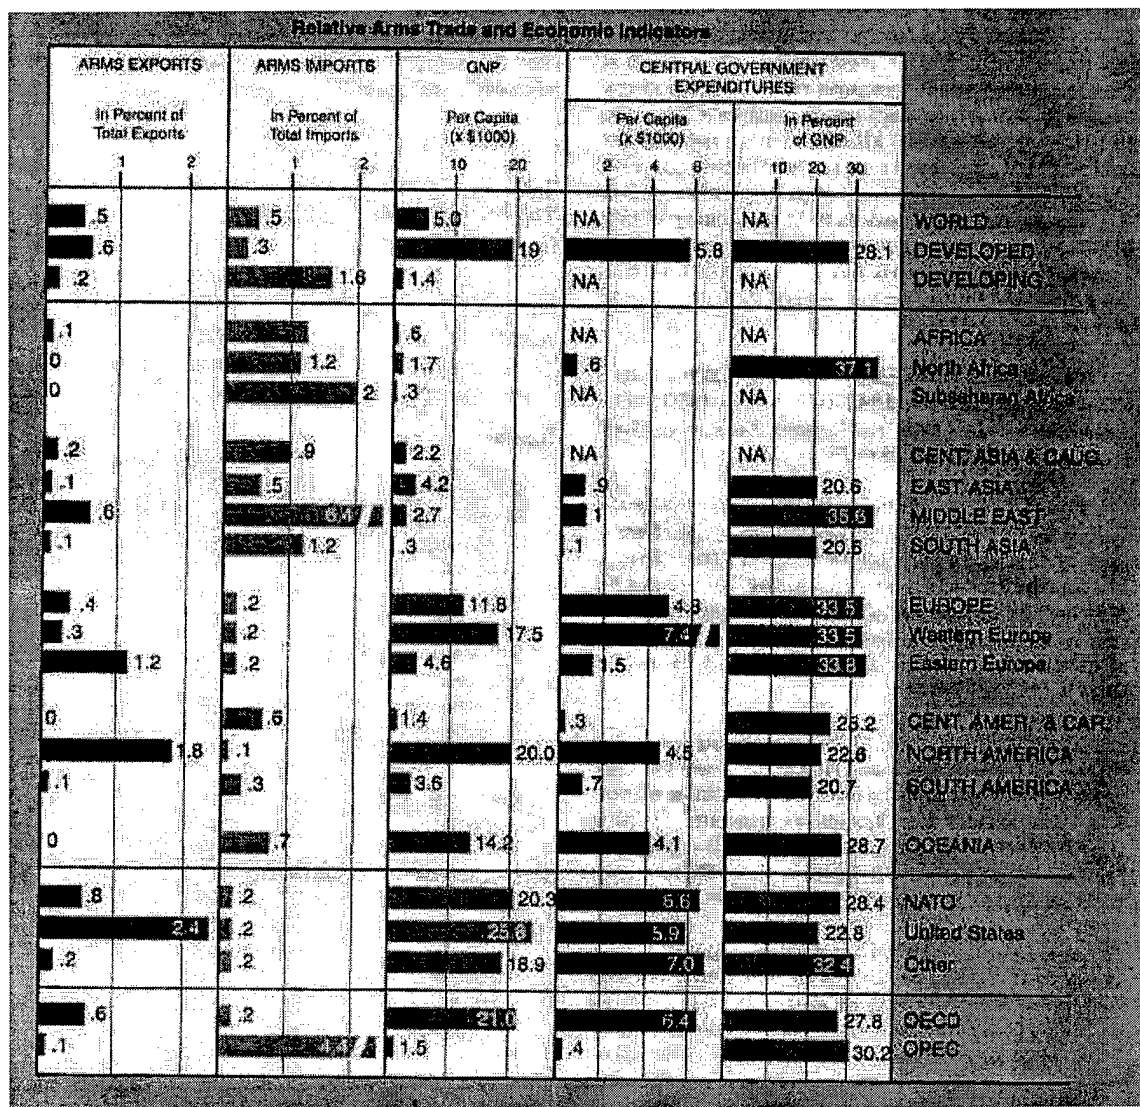 Relative Arms Trade and Economic Indicators
ARMS EXPORTS ARMS IMPORTS GNP CENTRAL GOVERNMENT
EXPENDITURES
In Percent of In Percent of Per Capita Per Capita In Percent
Total Exports Total Imports (x $1000) (x $1000) of GNP
1 2 1 2 10 20 2 4 6 10 20 30
.5 .5 5.0 NA NA WORLD
.6 .3 19 5.8 28.1 DEVELOPED
.2 1.6 1.4 NA NA DEVELOPING
.1 .6 NA NA AFRICA
0 1.2 1.7 .6 37.1 North Africa
0 2 .3 NA NA Subsaharan Africa
.2 .9 2.2 NA NA CENT. ASIA & CAUC.
.1 .5 4.2 .9 20.6 EAST ASIA
.6 2.7 .1 MIDDLE EAST
.1 1.2 .3 .1 SOUTH ASIA
.4 .2 11.8 4.8 33.5 EUROPE
.3 .2 17.5 7.4 33.5 Western Europe
1.2 .2 4.6 1.5 33.8 Eastern Europe
0 .6 1.4 .3 25.2 CENT. AMER. & CAR.
1.8 .1 20.0 4.5 22.6 NORTH AMERICA
.1 .3 3.6 .7 20.7 SOUTH AMERICA
0 .7 14.2 4.1 28.7 OCEANIA
.8 .2 20.3 28.4 NATO
2.4 .2 5.9 22.8 United States
.2 .2 18.9 7.0 32.4 Other
.6 .2 21.0 6.4 27.8 OECD
.1 1.5 .4 30.2 OPEC